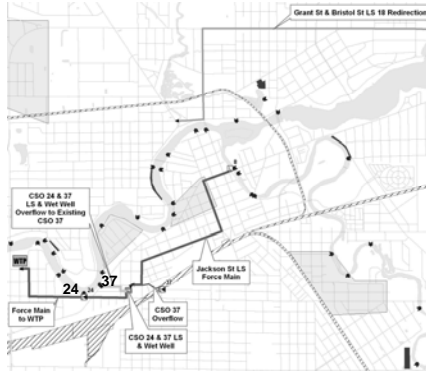 Grant St & Bristol St LS 18 Redirection
CSO 24 & 37
LS & Wet Well
Overflow to Existing
CSO 37
WTP
24
24
37
Jackson St LS
Force Main
Force Main
to WTP
CSO 37
Overflow
CSO 24 & 37 LS
& Wet Well